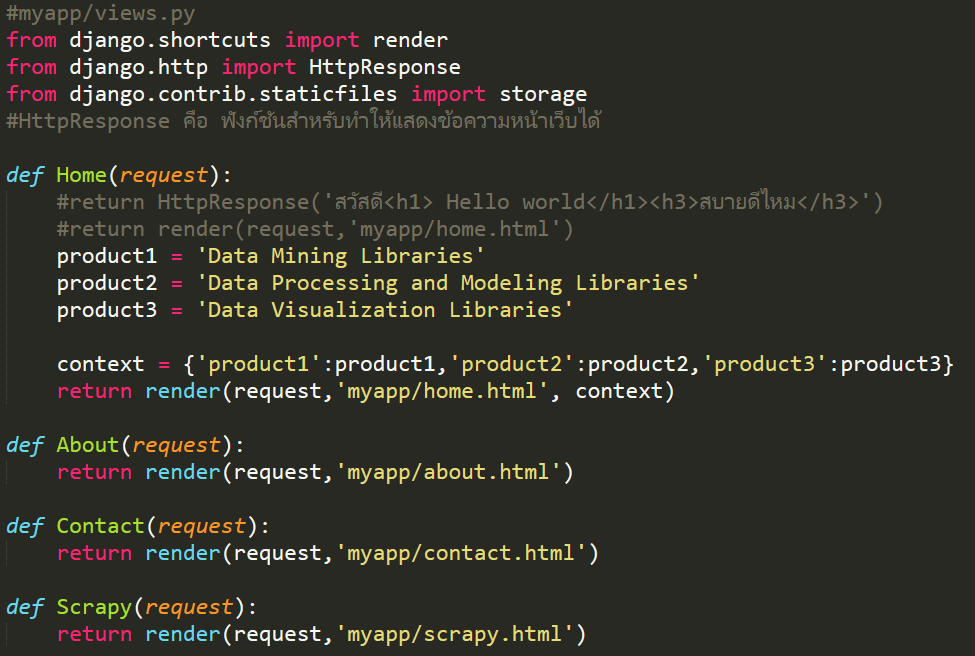 #myapp/views.py
from django.shortcuts import render
from django.http import HttpResponse
from django.contrib.staticfiles import storage
#HttpResponse คือ ฟังก์ชันสำหรับทำให้แสดงข้อความหน้าเว็บได้
def Home(request):
    #return HttpResponse('สวัสดี<h1> Hello world</h1><h3>สบายดีไหม</h3>')
    #return render(request,'myapp/home.html')
    product1 = 'Data Mining Libraries'
    product2 = 'Data Processing and Modeling Libraries'
    product3 = 'Data Visualization Libraries'
    context = {'product1':product1,'product2':product2,'product3':product3}
    return render(request,'myapp/home.html', context)
def About(request):
    return render(request,'myapp/about.html')
def Contact(request):
    return render(request,'myapp/contact.html')
def Scrapy(request):
    return render(request,'myapp/scrapy.html')